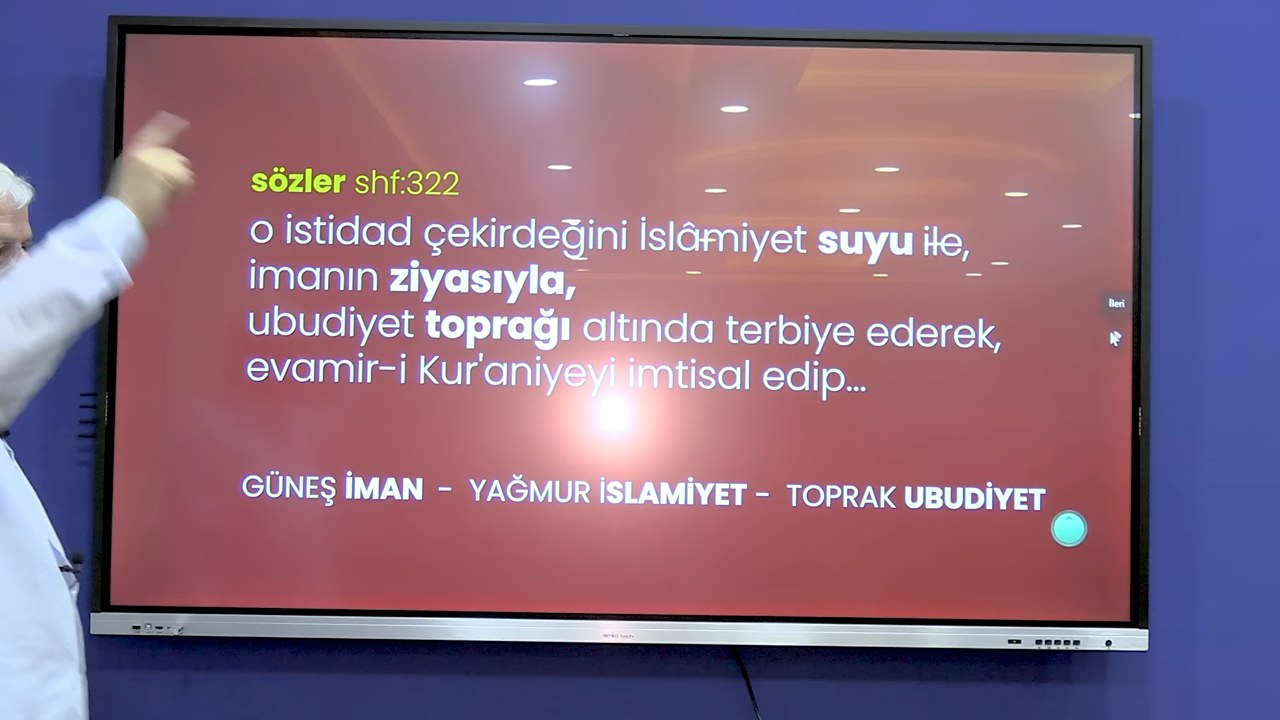 sözler shf:322
o istidad çekirdeğini İslâmiyet suyu ile,
imanın ziyasıyla,
ubudiyet toprağı altında terbiye ederek,
evamir-i Kur'aniyeyi imtisal edip...
GÜNEŞ İMAN - YAĞMUR İSLAMİYET - TOPRAK UBUDİYET
İleri